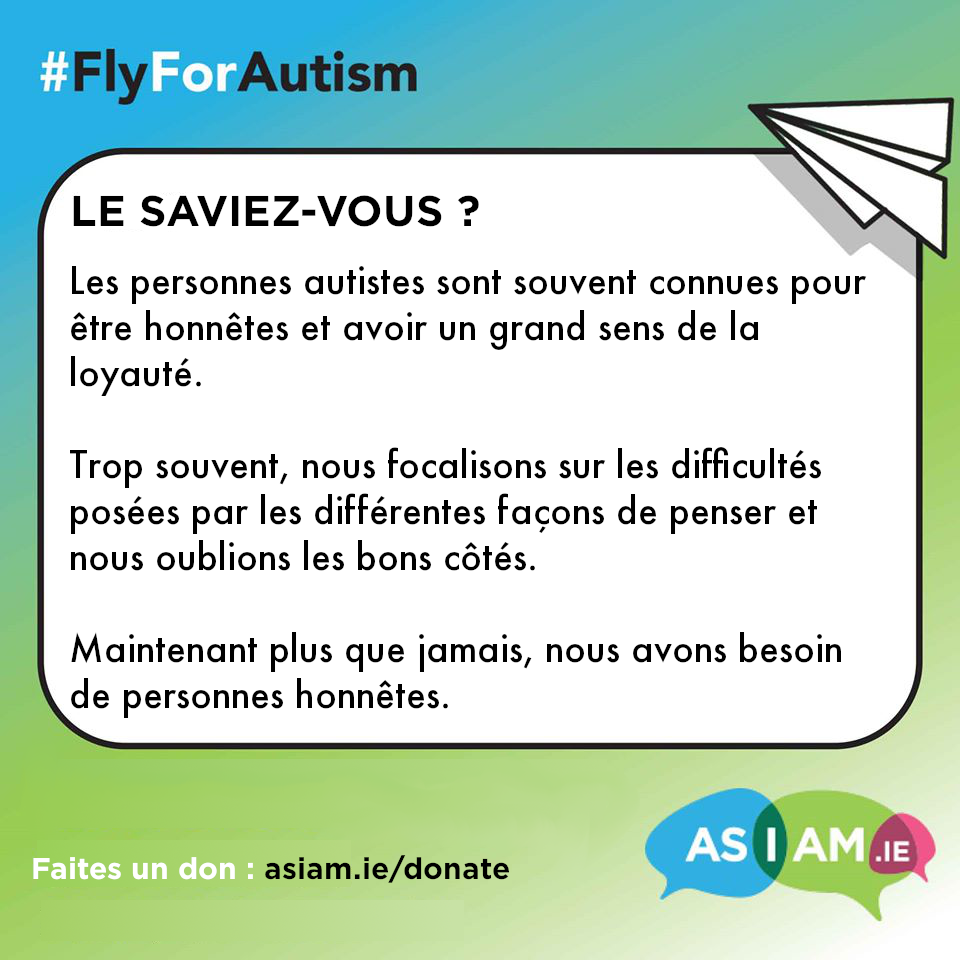 #FlyForAutism
LE SAVIEZ-VOUS ?
Les personnes autistes sont souvent connues pour
être honnêtes et avoir un grand sens de la
loyauté.
Trop souvent, nous focalisons sur les difficultés
posées par les différentes façons de penser et
nous oublions les bons côtés.
Maintenant plus que jamais, nous avons besoin
de personnes honnêtes.
Faites un don : asiam.ie/donate
AS I AM.IE